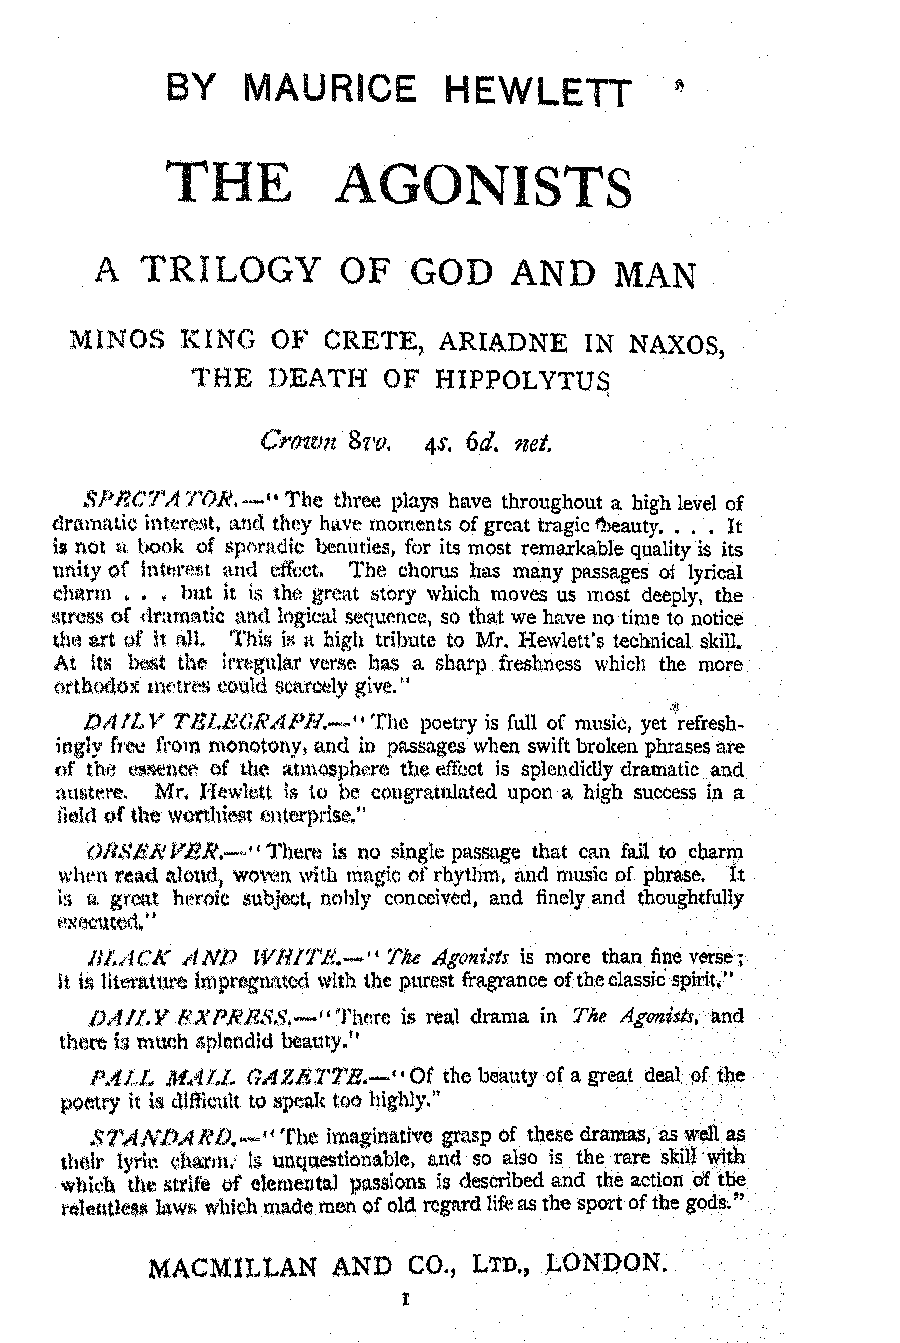 BY MAURICE HEWLETT
THE AGONISTS
A TRILOGY OF GOD AND MAN
MINOS KING OF CRETE, ARIADNE IN NAXOS,
THE DEATH OF HIPPOLYTUS
Crown 8vo. 4s. 6d. net.
SPECTATOR.—"The three plays have throughout a high level of
dramatic interest, and they have moments of great tragic beauty. . . . It
is not a book of sporadic beauties, for its most remarkable quality is its
unity of interest and effect. The chorus has many passages of lyrical
charm . . . but it is the great story which moves us most deeply, the
stress of dramatic and logical sequence, so that we have no time to notice
the art of it all. This is a high tribute to Mr. Hewlett's technical skill.
At its best the irregular verse has a sharp freshness which the more
orthodox metres could scarcely give."
DAILY TELEGRAPH.—"The poetry is full of music, yet refresh-
ingly free from monotony, and in passages when swift broken phrases are
of the essence of the atmosphere the effect is splendidly dramatic and
austere. Mr. Hewlett is to be congratulated upon a high success in a
field of the worthiest enterprise."
OBSERVER.—"There is no single passage that can fail to charm
when read aloud, woven with magic of rhythm, and music of phrase. It
is a great heroic subject, nobly conceived, and finely and thoughtfully
executed."
BLACK AND WHITE.—"The Agonists is more than fine verse;
it is literature impregnated with the purest fragrance of the classic spirit."
DAILY EXPRESS.—"There is real drama in The Agonists, and
there is much splendid beauty."
PALL MALL GAZETTE.—"Of the beauty of a great deal of the
poetry it is difficult to speak too highly."
STANDARD.—"The imaginative grasp of these dramas, as well as
their lyric charm, is unquestionable, and so also is the rare skill with
which the strife of elemental passions is described and the action of the
relentless laws which made men of old regard life as the sport of the gods."
MACMILLAN AND CO., LTD., LONDON.
I